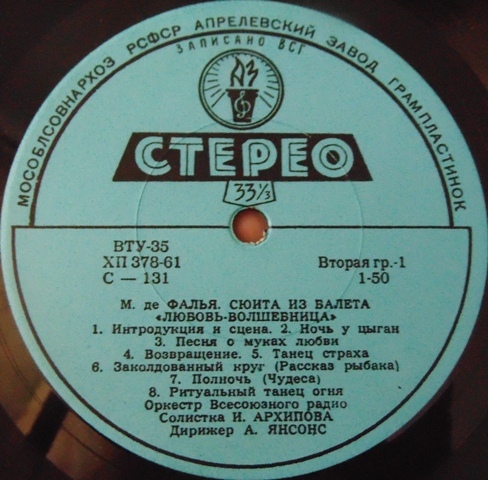 МОСОБЛСОВНАРХОЗ РСФСР АПРЕЛЕВСКИЙ ЗАВОД ГРАМПЛАСТИНОК
ЗАПИСАНО ВСГ
АЗ
СТЕРЕО
33⅓
ВТУ-35
ХП 378-61
С — 131
Вторая гр.-1
1-50
М. де ФАЛЬЯ. СЮИТА ИЗ БАЛЕТА
«ЛЮБОВЬ-ВОЛШЕБНИЦА»
1. Интродукция и сцена. 2. Ночь у цыган
3. Песня о муках любви
4. Возвращение. 5. Танец страха
6. Заколдованный круг (Рассказ рыбака)
7. Полночь (Чудеса)
8. Ритуальный танец огня
Оркестр Всесоюзного радио
Солистка И. АРХИПОВА
Дирижер А. ЯНСОНС